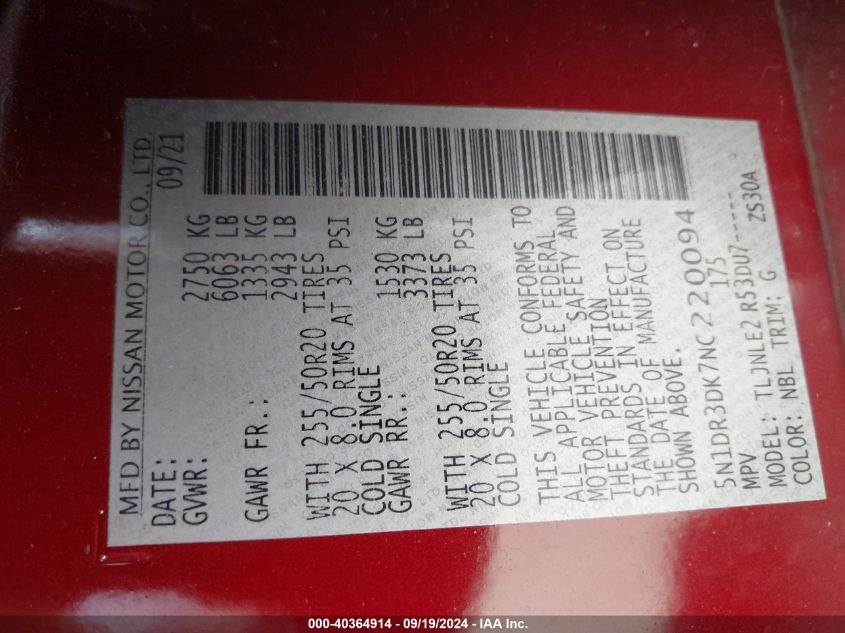 MFD BY NISSAN MOTOR CO., LTD.
DATE: 09/21
GVWR: 2750 KG
6063 LB
GAWR FR.: 1335 KG
2943 LB
WITH 255/50R20 TIRES
20 X 8.0 RIMS AT 35 PSI
COLD SINGLE
GAWR RR.: 1530 KG
3373 LB
WITH 255/50R20 TIRES
20 X 8.0 RIMS AT 35 PSI
COLD SINGLE
THIS VEHICLE CONFORMS TO
ALL APPLICABLE FEDERAL
MOTOR VEHICLE SAFETY AND
THEFT PREVENTION
STANDARDS IN EFFECT ON
THE DATE OF MANUFACTURE
SHOWN ABOVE.
5N1DR3DK7NC220094
MPV 175
MODEL: TLJNLE2 R53DU7-----
COLOR: NBL TRIM: G ZS30A
000-40364914 - 09/19/2024 - IAA Inc.